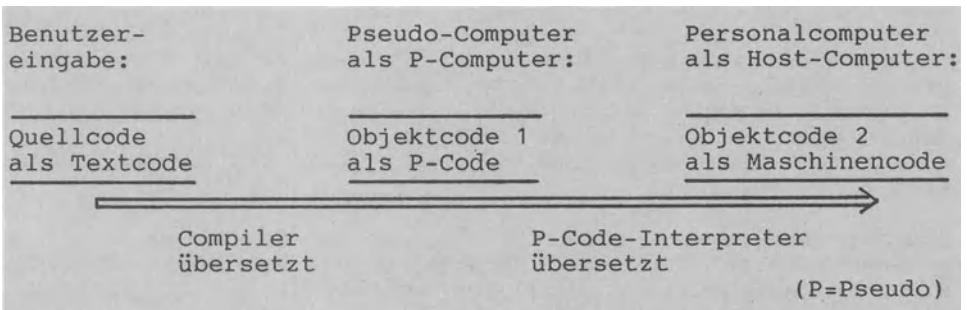 Benutzer-
eingabe:
Pseudo-Computer
als P-Computer:
Personalcomputer
als Host-Computer:
Quellcode
als Textcode
Objektcode 1
als P-Code
Objektcode 2
als Maschinencode
Compiler
übersetzt
P-Code-Interpreter
übersetzt
(P=Pseudo)